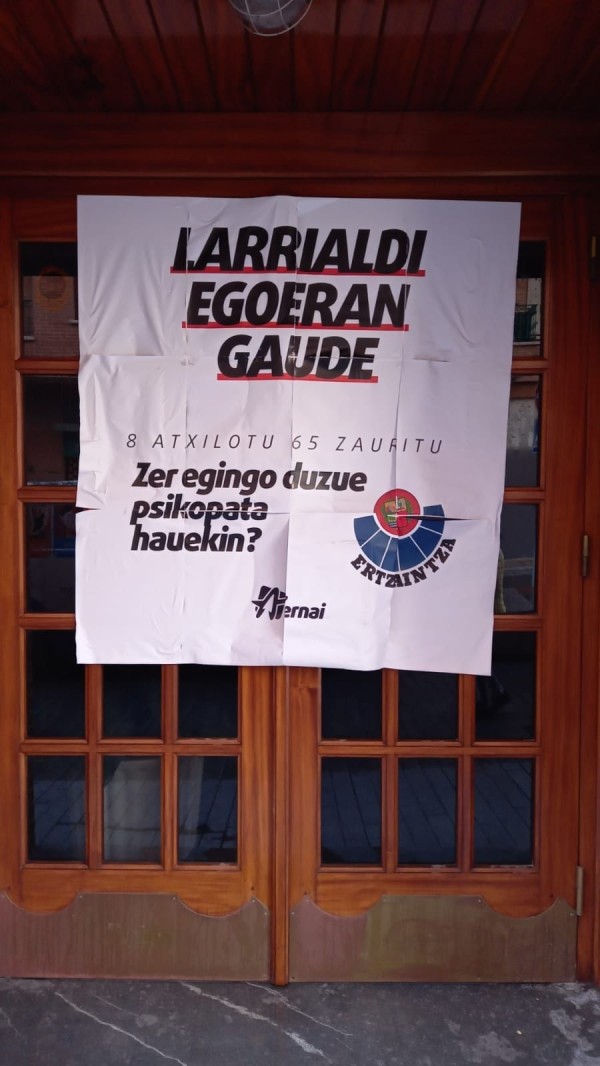 LARRIALDI
EGOERAN
GAUDE
8 ATXILOTU 65 ZAURITU
Zer egingo duzue
psikopata
hauekin?
ERTZAINTZA
ernai